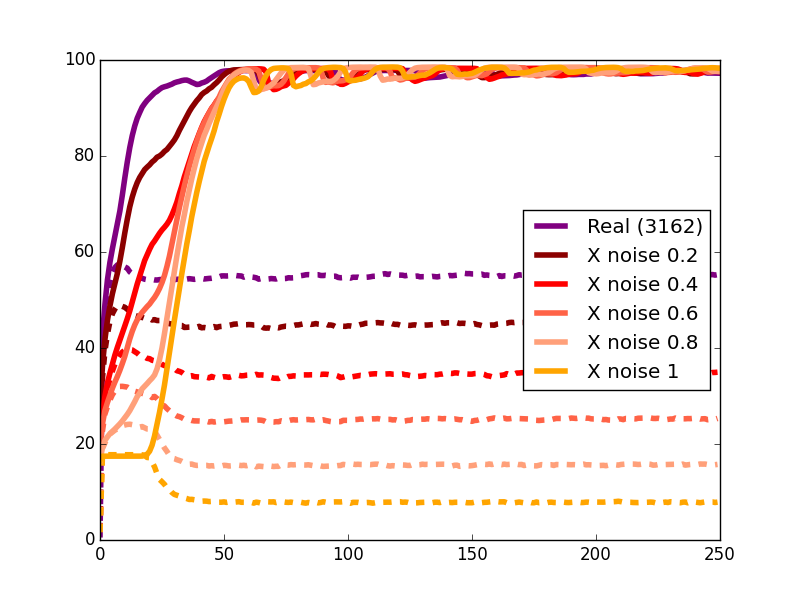 100
80
60
40
20
0
0 50 100 150 200 250
Real (3162)
X noise 0.2
X noise 0.4
X noise 0.6
X noise 0.8
X noise 1